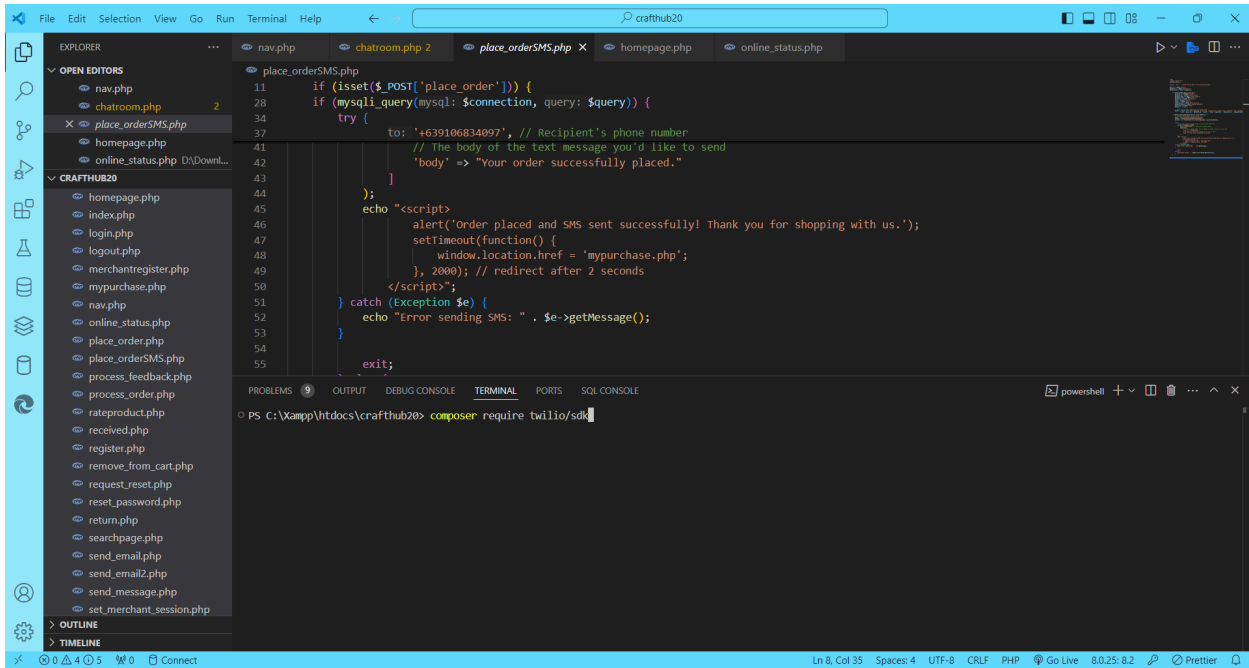 File Edit Selection View Go Run Terminal Help
crafthub20
EXPLORER
nav.php
chatroom.php 2
place_orderSMS.php
homepage.php
online_status.php
OPEN EDITORS
nav.php
chatroom.php 2
place_orderSMS.php
homepage.php
online_status.php D:\Downl...
CRAFTHUB20
homepage.php
index.php
login.php
logout.php
merchantregister.php
mypurchase.php
nav.php
online_status.php
place_order.php
place_orderSMS.php
process_feedback.php
process_order.php
rateproduct.php
received.php
register.php
remove_from_cart.php
request_reset.php
reset_password.php
return.php
searchpage.php
send_email.php
send_email2.php
send_message.php
set_merchant_session.php
OUTLINE
TIMELINE
place_orderSMS.php
11 if (isset($_POST['place_order'])) {
28 if (mysqli_query(mysql: $connection, query: $query)) {
34 try {
37 to: '+639106834097', // Recipient's phone number
41 // The body of the text message you'd like to send
42 'body' => "Your order successfully placed."
43 ]
44 );
45 echo "<script>
46 alert('Order placed and SMS sent successfully! Thank you for shopping with us.');
47 setTimeout(function() {
48 window.location.href = 'mypurchase.php';
49 }, 2000); // redirect after 2 seconds
50 </script>";
51 } catch (Exception $e) {
52 echo "Error sending SMS: " . $e->getMessage();
53 }
54
55 exit;
PROBLEMS 9 OUTPUT DEBUG CONSOLE TERMINAL PORTS SQL CONSOLE
powershell
PS C:\Xampp\htdocs\crafthub20> composer require twilio/sdk
0 4 5 0 Connect
Ln 8, Col 35 Spaces: 4 UTF-8 CRLF PHP Go Live 8.0.25: 8.2 Prettier